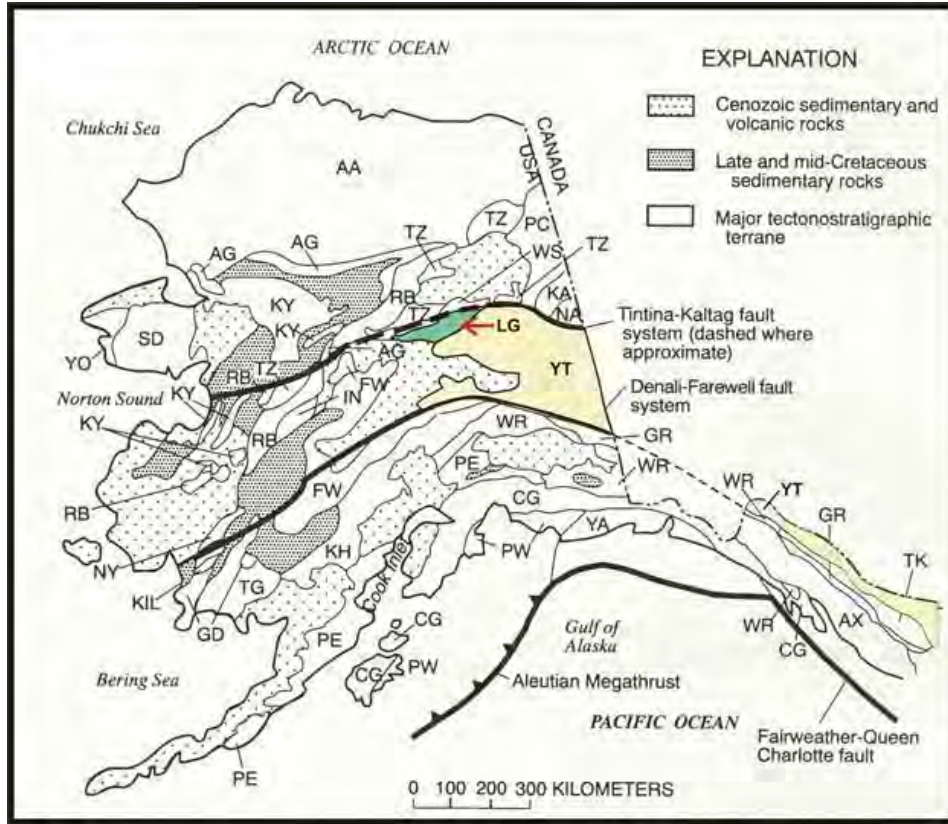 ARCTIC OCEAN
EXPLANATION
Cenozoic sedimentary and
volcanic rocks
Late and mid-Cretaceous
sedimentary rocks
Major tectonostratigraphic
terrane
Chukchi Sea
CANADA
USA
AA
TZ
PC
TZ
AG
AG
WS
TZ
KY
RB
KA
NA
TZ
LG
Tintina-Kaltag fault
system (dashed where
approximate)
SD
YO
KY
AG
YT
RB
TZ
FW
Denali-Farewell fault
system
KY
IN
Norton Sound
KY
RB
WR
GR
PE
WR
WR
YT
FW
CG
GR
RB
YA
KH
PW
NY
TK
KIL
TG
Cook Inlet
GD
PE
CG
Gulf of
Alaska
WR
CG
AX
Bering Sea
CG
PW
Aleutian Megathrust
PACIFIC OCEAN
Fairweather-Queen
Charlotte fault
PE
0 100 200 300 KILOMETERS